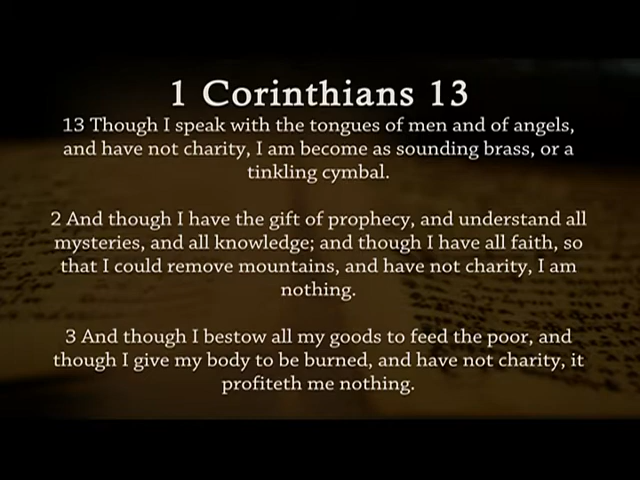 1 Corinthians 13
13 Though I speak with the tongues of men and of angels,
and have not charity, I am become as sounding brass, or a
tinkling cymbal.
2 And though I have the gift of prophecy, and understand all
mysteries, and all knowledge; and though I have all faith, so
that I could remove mountains, and have not charity, I am
nothing.
3 And though I bestow all my goods to feed the poor, and
though I give my body to be burned, and have not charity, it
profiteth me nothing.